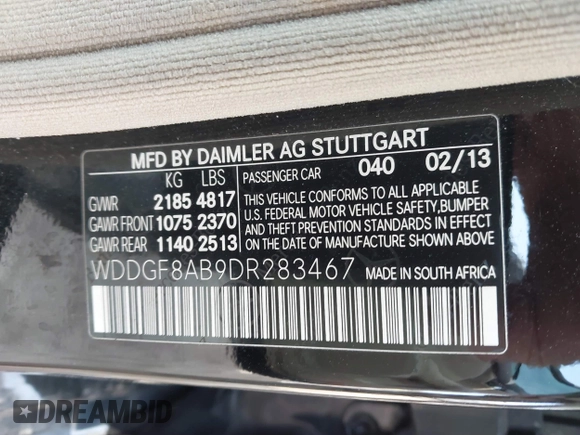 MFD BY DAIMLER AG STUTTGART
KG LBS PASSENGER CAR 040 02/13
GVWR 2185 4817
GAWR FRONT 1075 2370
GAWR REAR 1140 2513
THIS VEHICLE CONFORMS TO ALL APPLICABLE
U.S. FEDERAL MOTOR VEHICLE SAFETY, BUMPER,
AND THEFT PREVENTION STANDARDS IN EFFECT
ON THE DATE OF MANUFACTURE SHOWN ABOVE.
WDDGF8AB9DR283467 MADE IN SOUTH AFRICA
DREAMBID